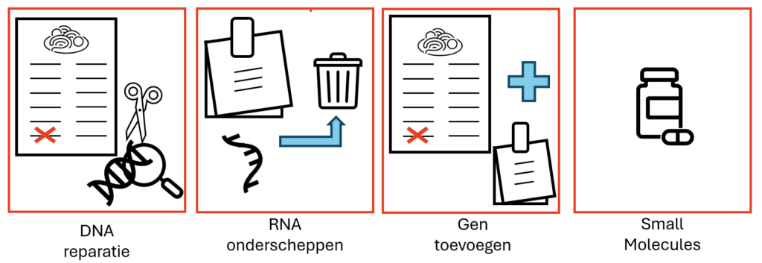 DNA
reparatie
RNA
onderscheppen
Gen
toevoegen
Small
Molecules